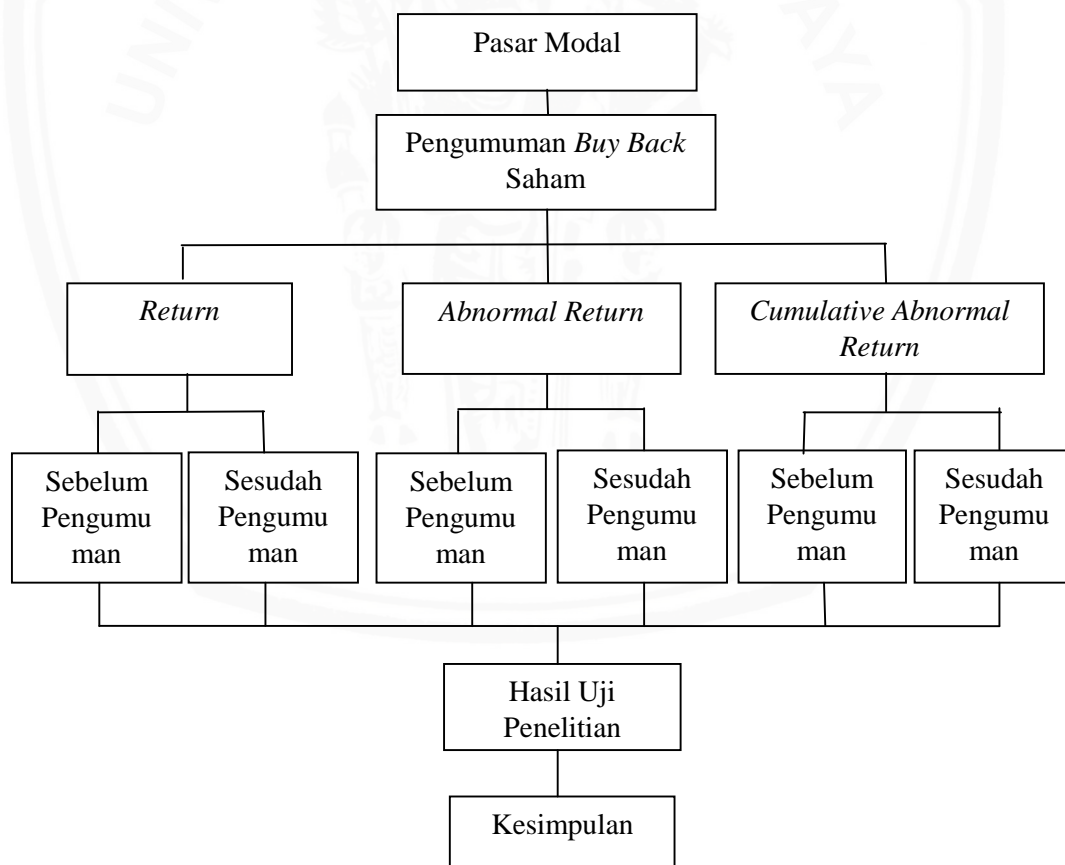 Pasar Modal
Pengumuman Buy Back
Saham
Return
Abnormal Return
Cumulative Abnormal
Return
Sebelum
Pengumu
man
Sesudah
Pengumu
man
Sebelum
Pengumu
man
Sesudah
Pengumu
man
Sebelum
Pengumu
man
Sesudah
Pengumu
man
Hasil Uji
Penelitian
Kesimpulan